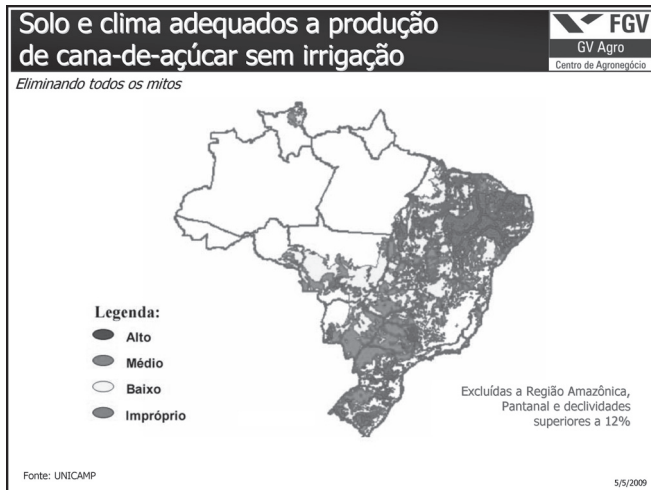 Solo e clima adequados a produção
de cana-de-açúcar sem irrigação
FGV
GV Agro
Centro de Agronegócio
Eliminando todos os mitos
Legenda:
Alto
Médio
Baixo
Impróprio
Excluídas a Região Amazônica,
Pantanal e declividades
superiores a 12%
Fonte: UNICAMP
5/5/2009